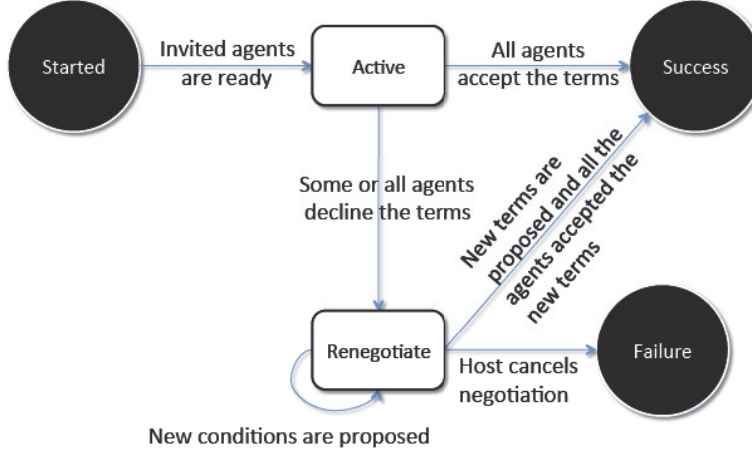 Started
Invited agents
are ready
Active
All agents
accept the terms
Success
Some or all agents
decline the terms
New terms are
proposed and all the
agents accepted the
new terms
Renegotiate
Host cancels
negotiation
Failure
New conditions are proposed